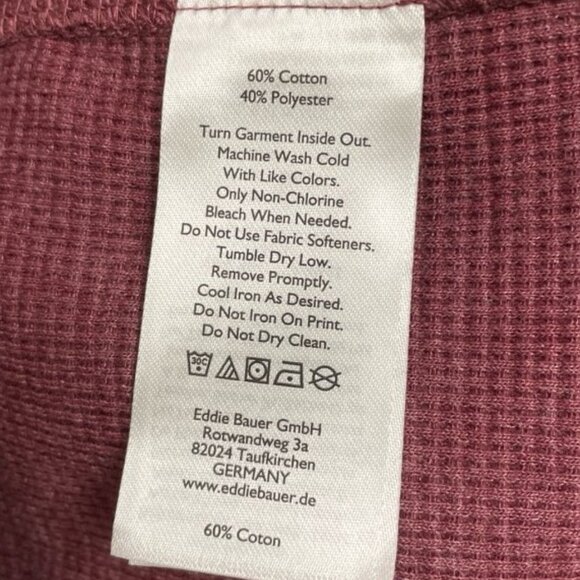 60% Cotton
40% Polyester
Turn Garment Inside Out.
Machine Wash Cold
With Like Colors.
Only Non-Chlorine
Bleach When Needed.
Do Not Use Fabric Softeners.
Tumble Dry Low.
Remove Promptly.
Cool Iron As Desired.
Do Not Iron On Print.
Do Not Dry Clean.
30C
Eddie Bauer GmbH
Rotwandweg 3a
82024 Taufkirchen
GERMANY
www.eddiebauer.de
60% Coton